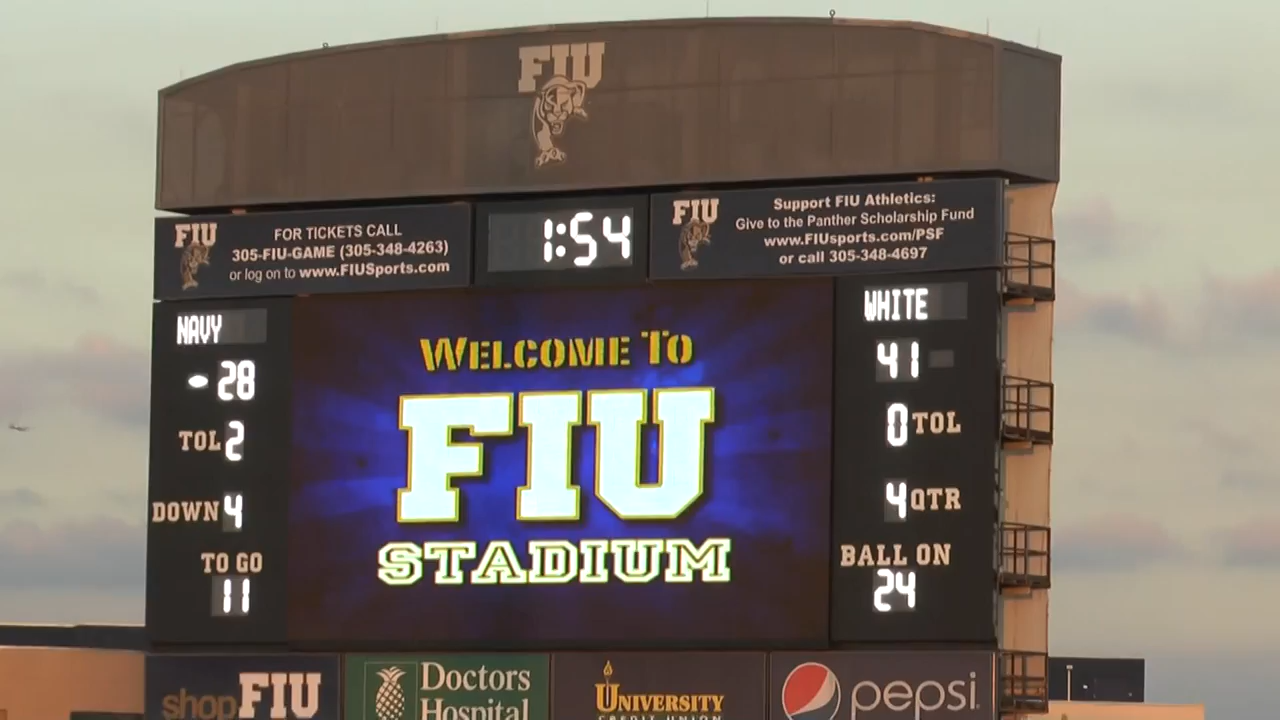 FIU
FIU
FOR TICKETS CALL
305-FIU-GAME (305-348-4263)
or log on to www.FIUSports.com
1:54
FIU
Support FIU Athletics:
Give to the Panther Scholarship Fund
www.FIUsports.com/PSF
or call 305-348-4697
NAVY
28
TOL 2
DOWN 4
TO GO
11
WELCOME TO
FIU
STADIUM
WHITE
41
0 TOL
4 QTR
BALL ON
24
shop FIU
Doctors
Hospital
UNIVERSITY
CREDIT UNION
pepsi